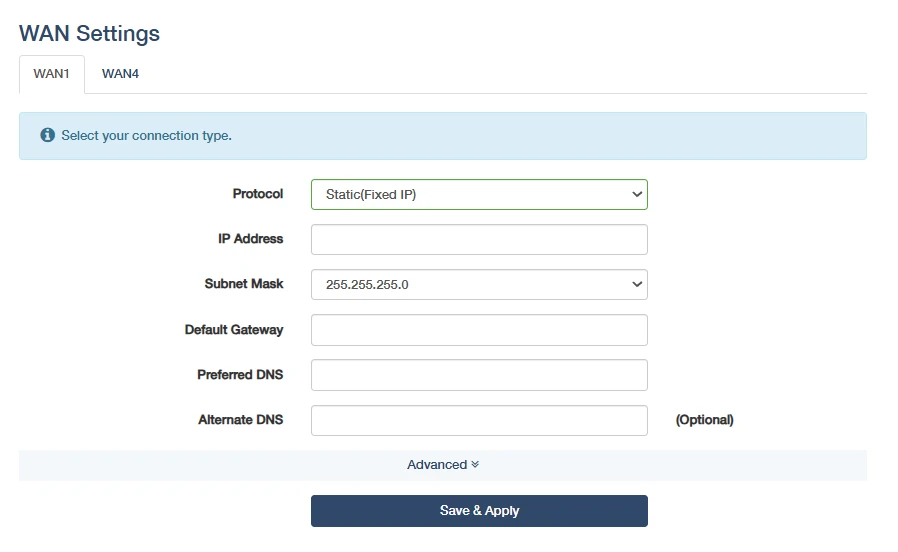 WAN Settings
WAN1 WAN4
Select your connection type.
Protocol Static(Fixed IP)
IP Address
Subnet Mask 255.255.255.0
Default Gateway
Preferred DNS
Alternate DNS (Optional)
Advanced
Save & Apply